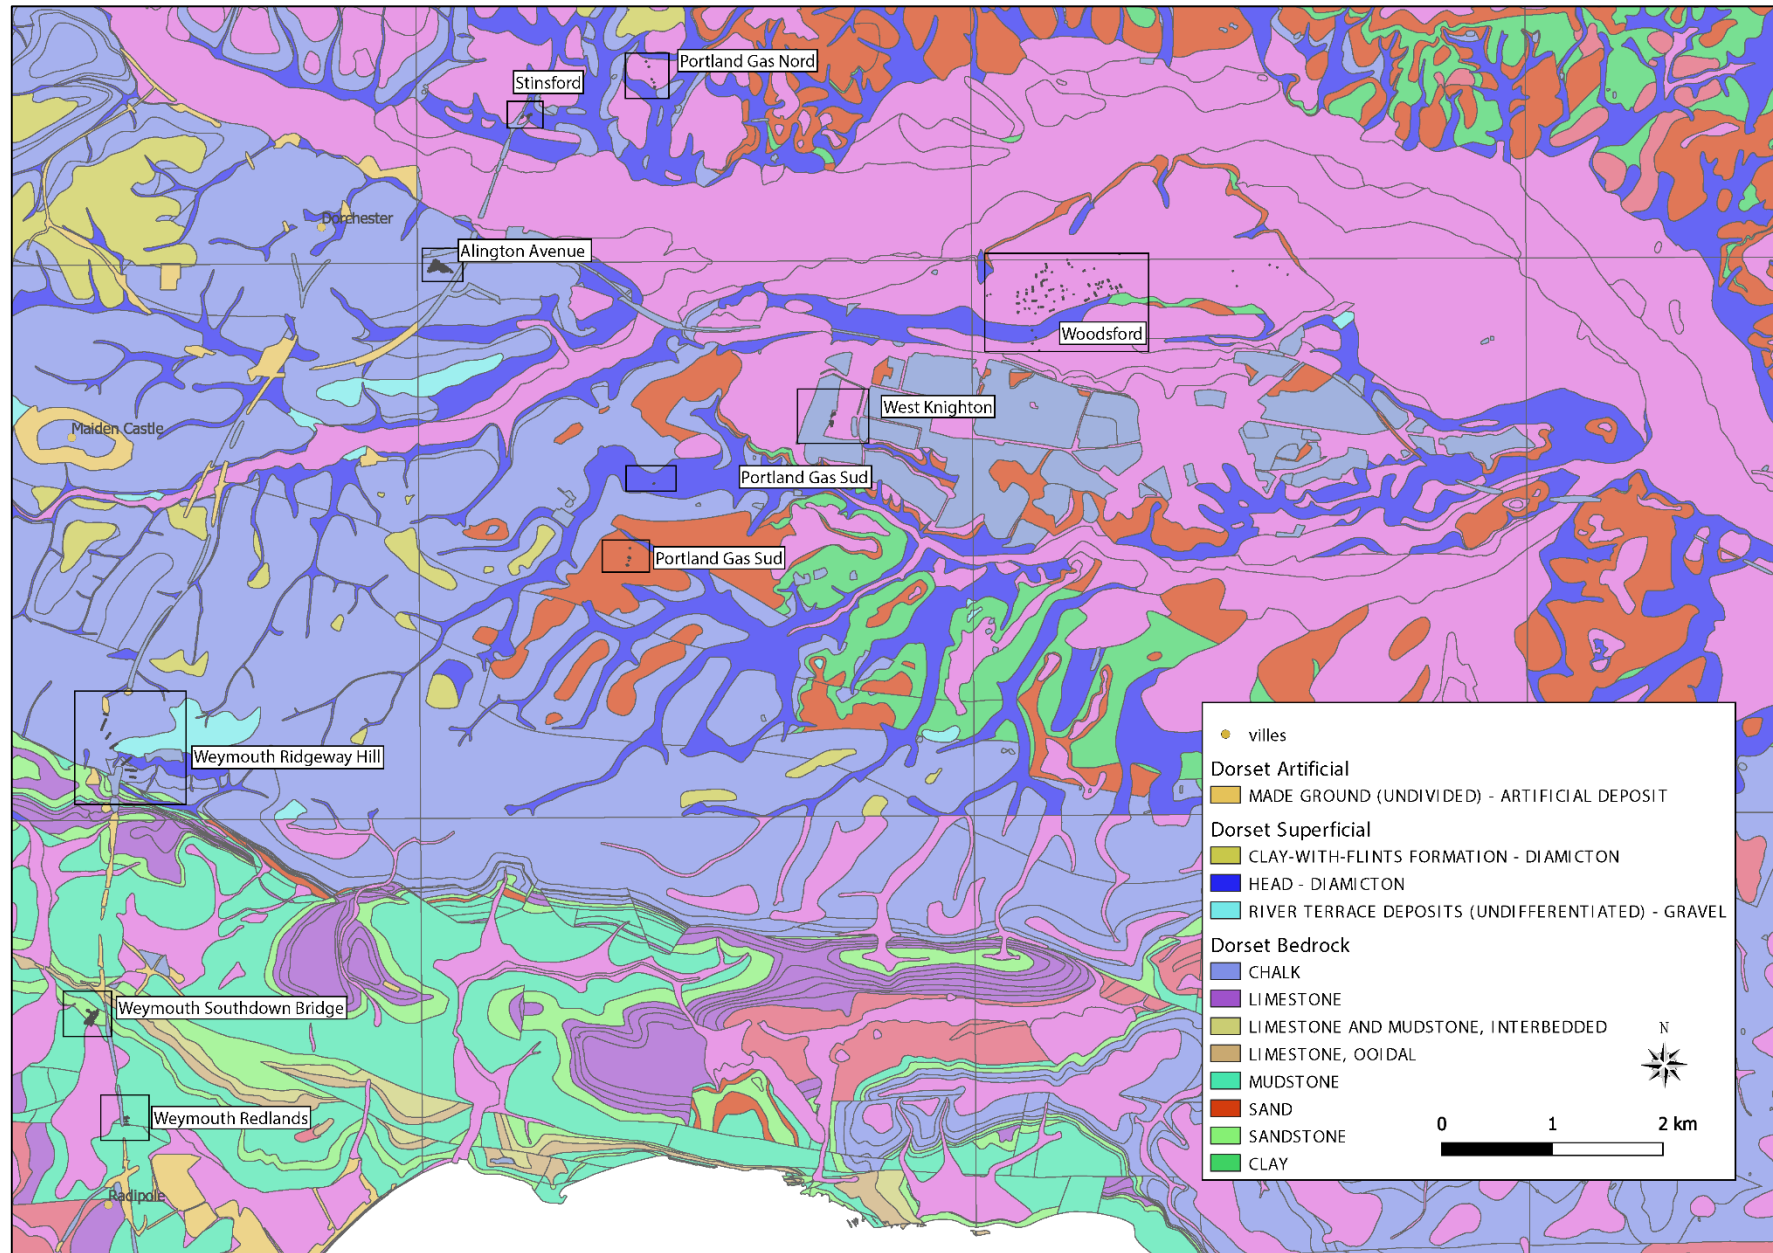 Portland Gas Nord
Stinsford
Dorchester
Alington Avenue
Woodsford
West Knighton
Maiden Castle
Portland Gas Sud
Portland Gas Sud
Weymouth Ridgeway Hill
Weymouth Southdown Bridge
Weymouth Redlands
Radipole
villes
Dorset Artificial
MADE GROUND (UNDIVIDED) - ARTIFICIAL DEPOSIT
Dorset Superficial
CLAY-WITH-FLINTS FORMATION - DIAMICTON
HEAD - DIAMICTON
RIVER TERRACE DEPOSITS (UNDIFFERENTIATED) - GRAVEL
Dorset Bedrock
CHALK
LIMESTONE
LIMESTONE AND MUDSTONE, INTERBEDDED
LIMESTONE, OOIDAL
MUDSTONE
SAND
SANDSTONE
CLAY
N
0 1 2 km